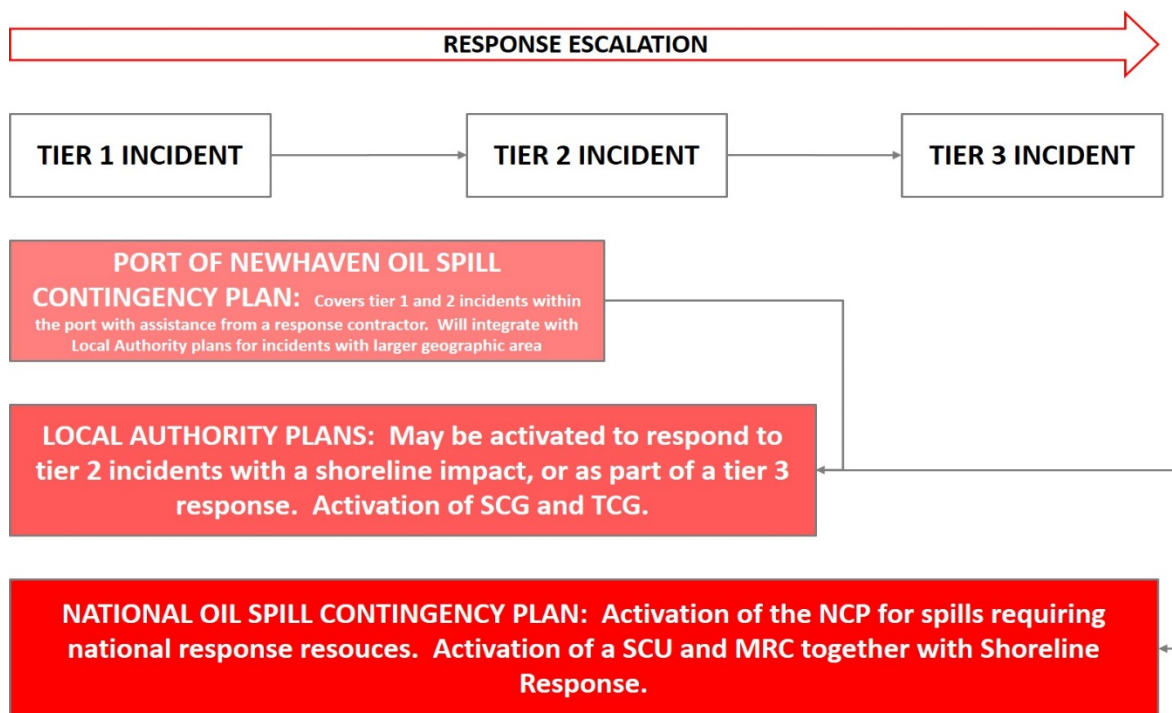 RESPONSE ESCALATION
TIER 1 INCIDENT
TIER 2 INCIDENT
TIER 3 INCIDENT
PORT OF NEWHAVEN OIL SPILL
CONTINGENCY PLAN: Covers tier 1 and 2 incidents within
the port with assistance from a response contractor. Will integrate with
Local Authority plans for incidents with larger geographic area
LOCAL AUTHORITY PLANS: May be activated to respond to
tier 2 incidents with a shoreline impact, or as part of a tier 3
response. Activation of SCG and TCG.
NATIONAL OIL SPILL CONTINGENCY PLAN: Activation of the NCP for spills requiring
national response resouces. Activation of a SCU and MRC together with Shoreline
Response.